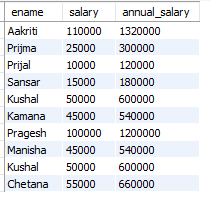 ename salary annual_salary
Aakriti 110000 1320000
Prijma 25000 300000
Prijal 10000 120000
Sansar 15000 180000
Kushal 50000 600000
Kamana 45000 540000
Pragesh 100000 1200000
Manisha 45000 540000
Kushal 50000 600000
Chetana 55000 660000